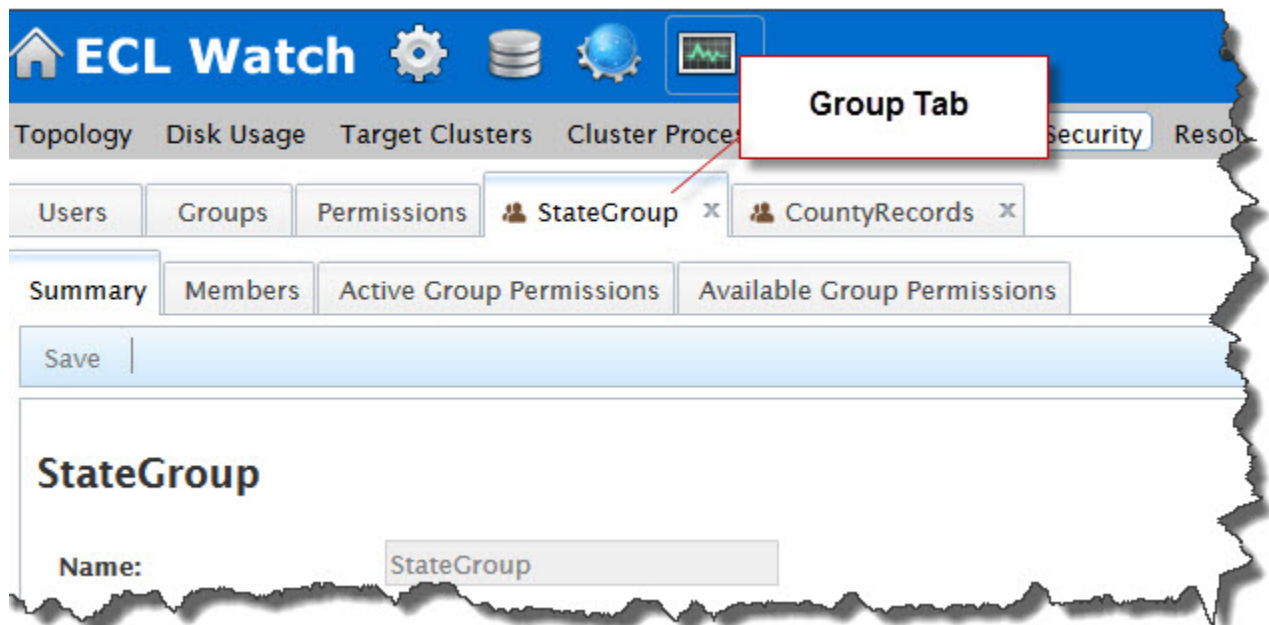 ECL Watch
Group Tab
Topology Disk Usage Target Clusters Cluster Security
Users Groups Permissions StateGroup x CountyRecords x
Summary Members Active Group Permissions Available Group Permissions
Save
StateGroup
Name: StateGroup